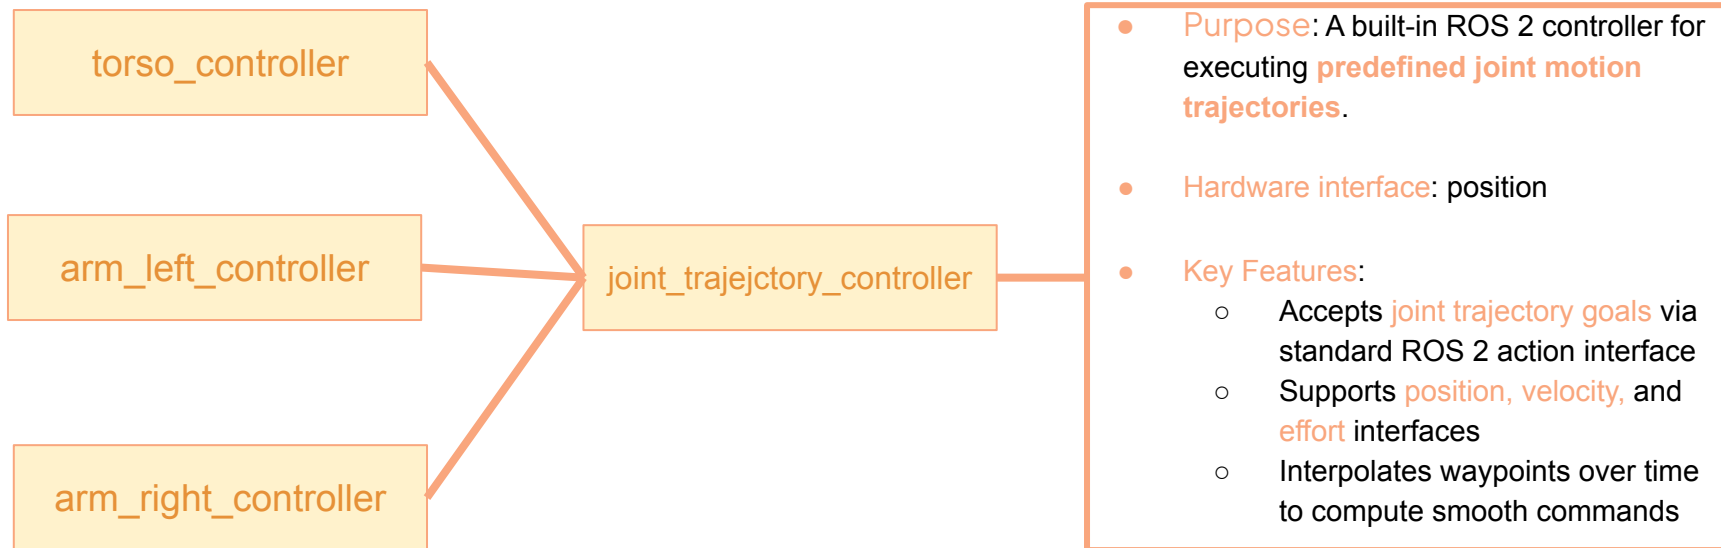 torso_controller
arm_left_controller
arm_right_controller
joint_trajejctory_controller
● Purpose: A built-in ROS 2 controller for
executing predefined joint motion
trajectories.
● Hardware interface: position
● Key Features:
○ Accepts joint trajectory goals via
standard ROS 2 action interface
○ Supports position, velocity, and
effort interfaces
○ Interpolates waypoints over time
to compute smooth commands